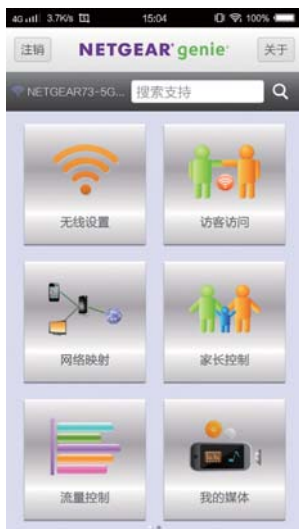 4G 3.7K/s 15:04 100%
注销 NETGEAR genie 关于
NETGEAR73-5G... 搜索支持
无线设置 访客访问
网络映射 家长控制
流量控制 我的媒体